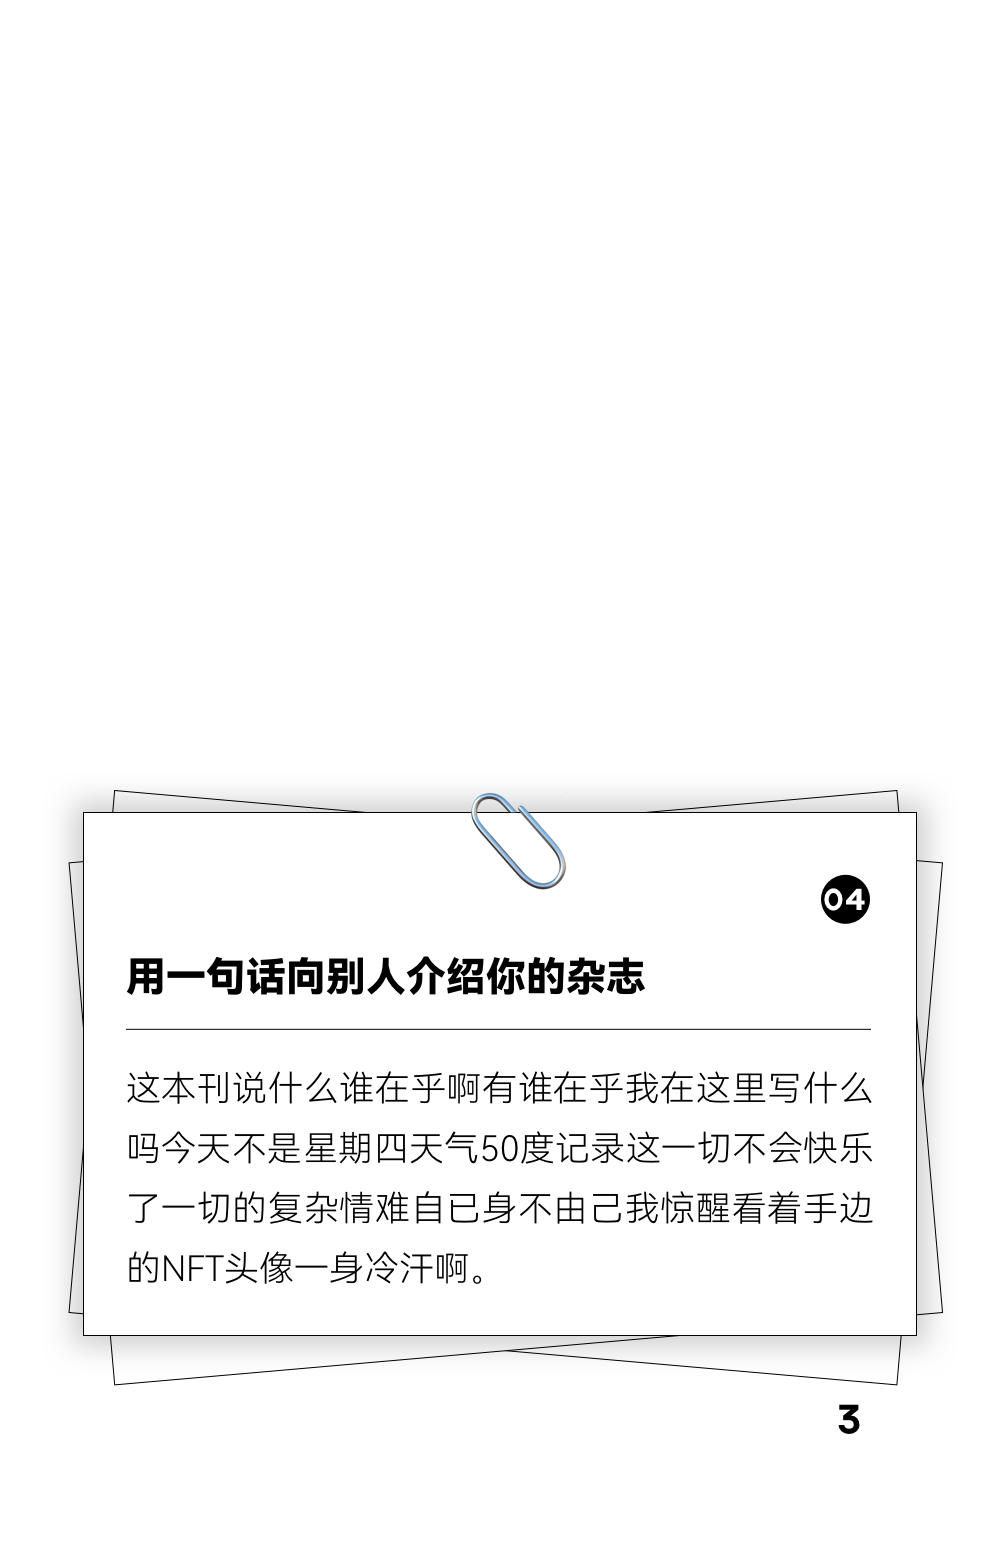 04
用一句话向别人介绍你的杂志
这本刊说什么谁在乎啊有谁在乎我在这里写什么
吗今天不是星期四天气50度记录这一切不会快乐
了一切的复杂情难自已身不由己我惊醒看着手边
的NFT头像一身冷汗啊。
3